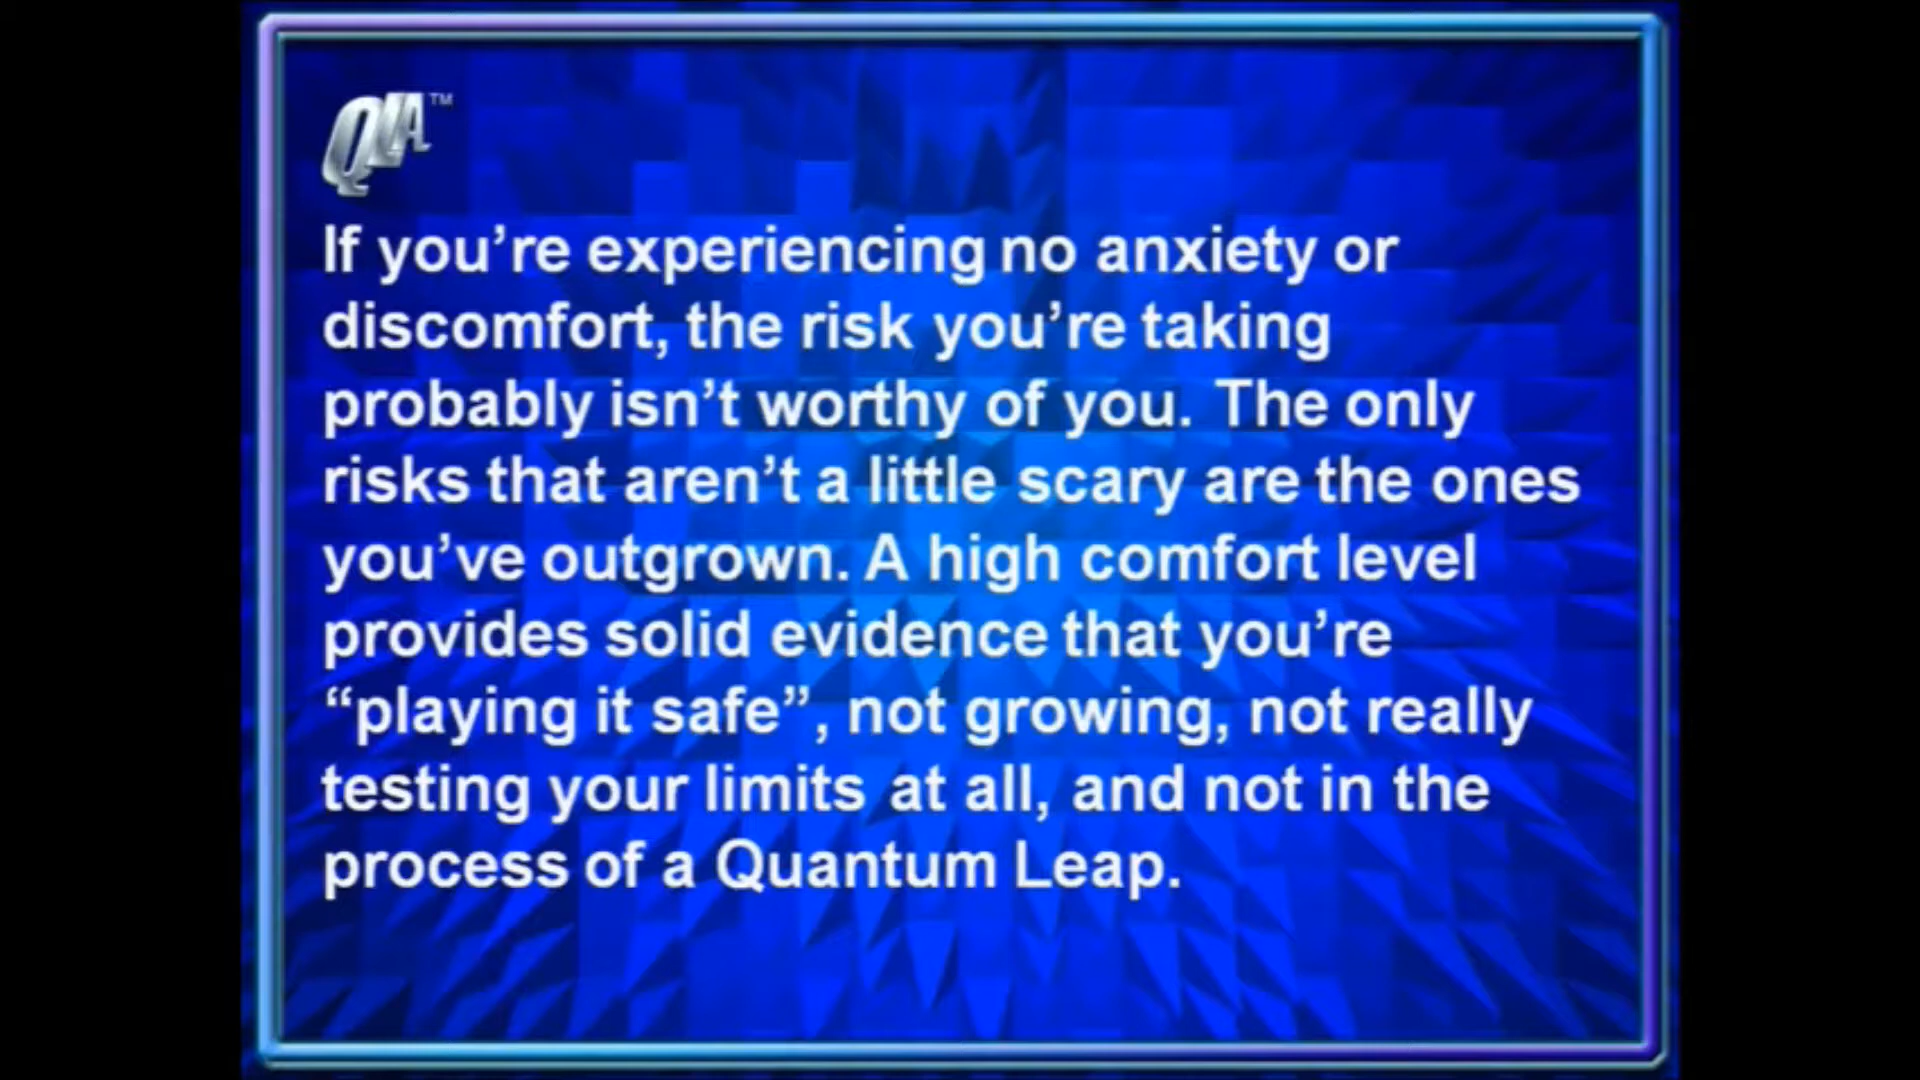 QLA™
If you’re experiencing no anxiety or
discomfort, the risk you’re taking
probably isn’t worthy of you. The only
risks that aren’t a little scary are the ones
you’ve outgrown. A high comfort level
provides solid evidence that you’re
“playing it safe”, not growing, not really
testing your limits at all, and not in the
process of a Quantum Leap.